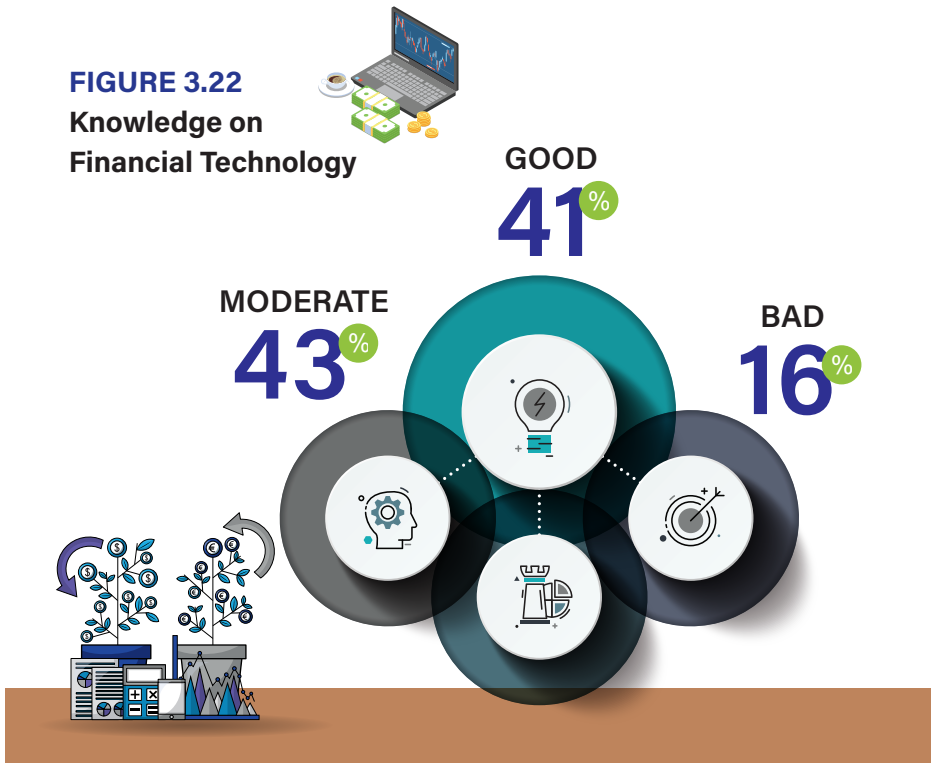 FIGURE 3.22
Knowledge on
Financial Technology
GOOD
41%
MODERATE
43%
BAD
16%